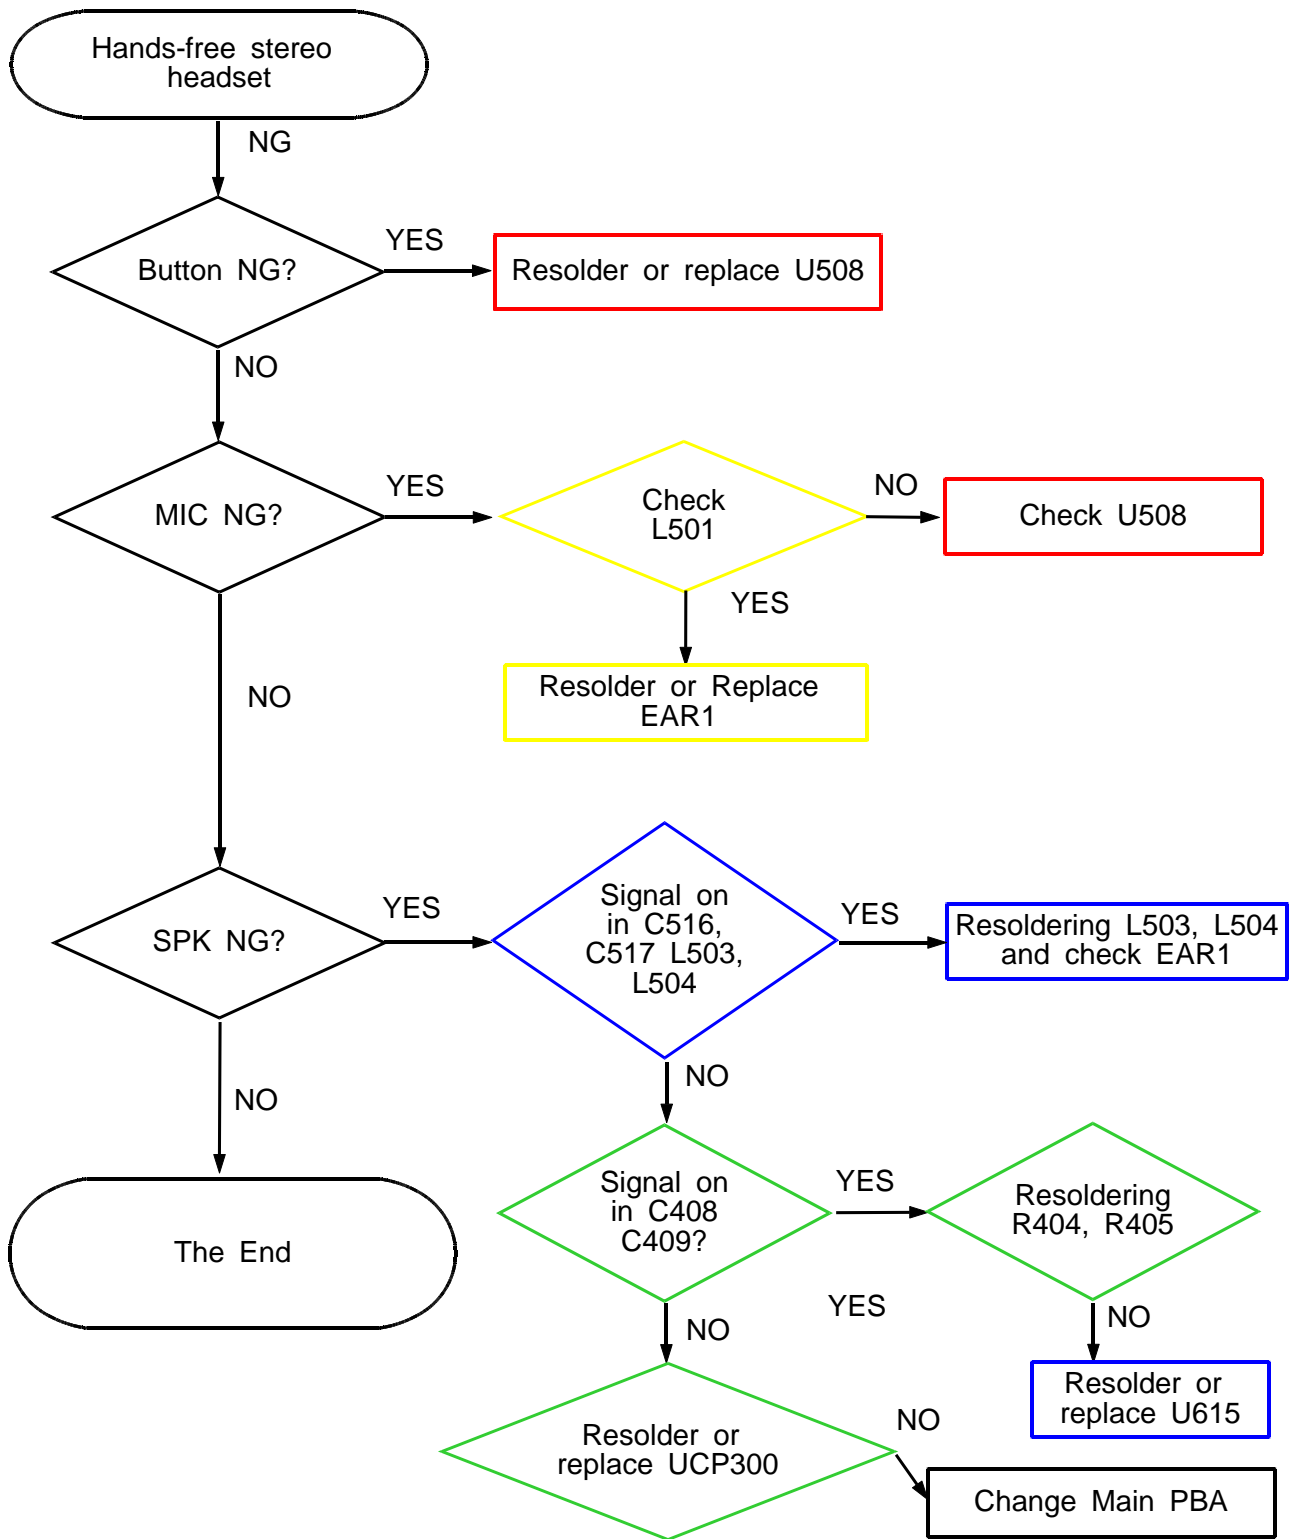 Hands-free stereo
headset
NG
Button NG?
YES
Resolder or replace U508
NO
MIC NG?
YES
Check
L501
NO
Check U508
YES
Resolder or Replace
EAR1
NO
SPK NG?
YES
Signal on
in C516,
C517 L503,
L504
YES
Resoldering L503, L504
and check EAR1
NO
NO
The End
Signal on
in C408
C409?
YES
Resoldering
R404, R405
YES
NO
NO
Resolder or
replace U615
Resolder or
replace UCP300
NO
Change Main PBA